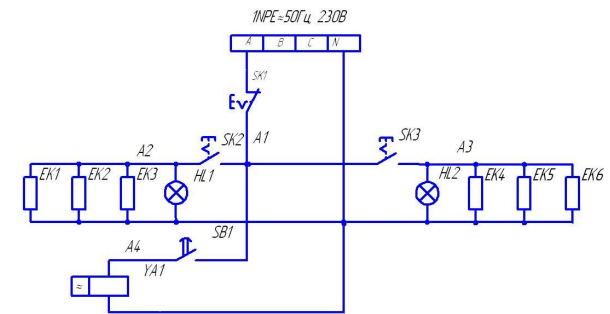 1NPE≈50Гц, 230В
A B C N
SK1
A1
SK2
SK3
A2
A3
EK1 EK2 EK3 HL1 HL2 EK4 EK5 EK6
SB1
A4
YA1
≈